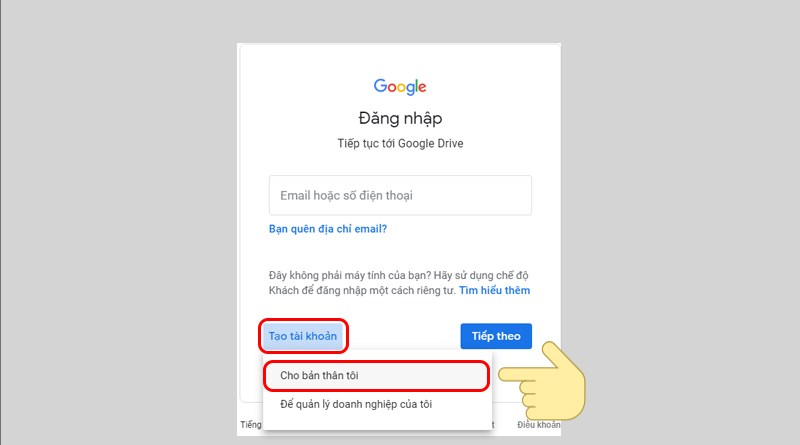 Google
Đăng nhập
Tiếp tục tới Google Drive
Email hoặc số điện thoại
Bạn quên địa chỉ email?
Đây không phải máy tính của bạn? Hãy sử dụng chế độ
Khách để đăng nhập một cách riêng tư. Tìm hiểu thêm
Tạo tài khoản
Tiếp theo
Cho bản thân tôi
Để quản lý doanh nghiệp của tôi
Tiếng
Điều khoản